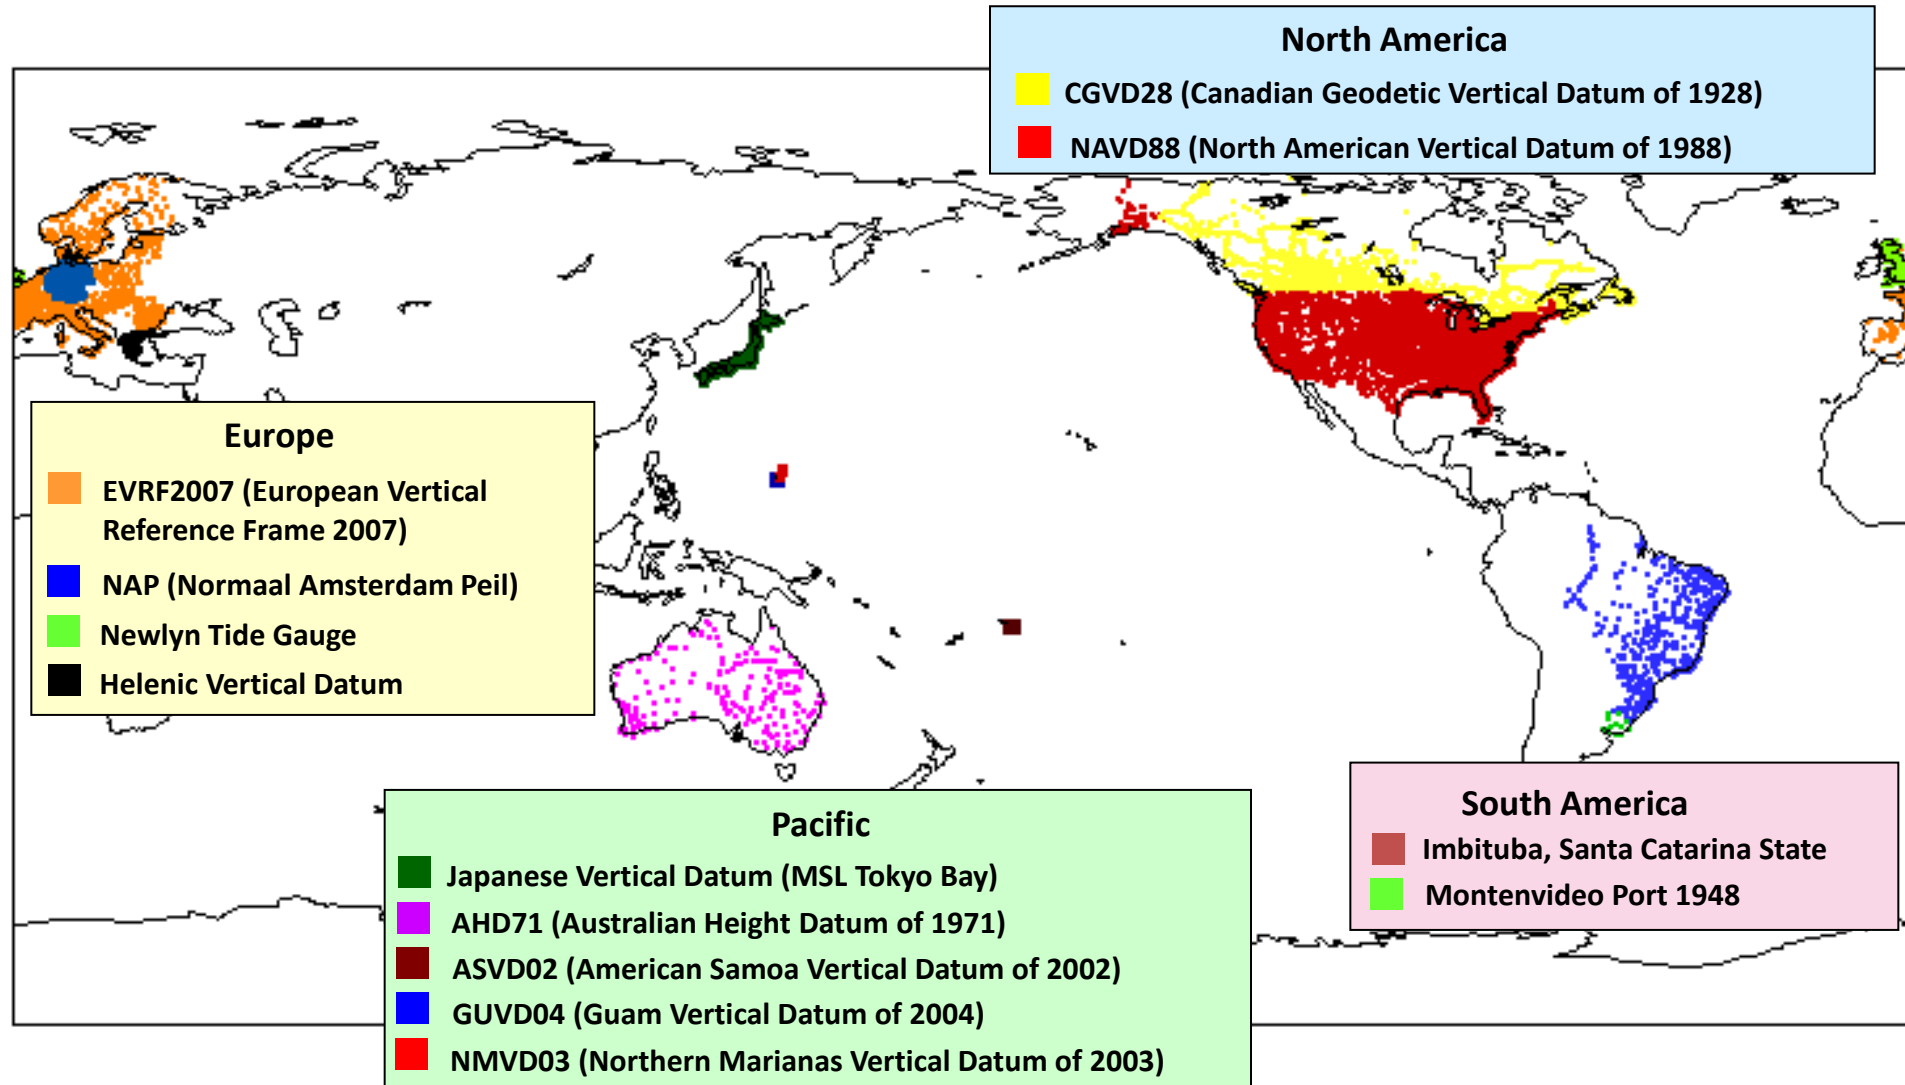 North America
CGVD28 (Canadian Geodetic Vertical Datum of 1928)
NAVD88 (North American Vertical Datum of 1988)
Europe
EVRF2007 (European Vertical
Reference Frame 2007)
NAP (Normaal Amsterdam Peil)
Newlyn Tide Gauge
Helenic Vertical Datum
Pacific
Japanese Vertical Datum (MSL Tokyo Bay)
AHD71 (Australian Height Datum of 1971)
ASVD02 (American Samoa Vertical Datum of 2002)
GUVD04 (Guam Vertical Datum of 2004)
NMVD03 (Northern Marianas Vertical Datum of 2003)
South America
Imbituba, Santa Catarina State
Montenvideo Port 1948